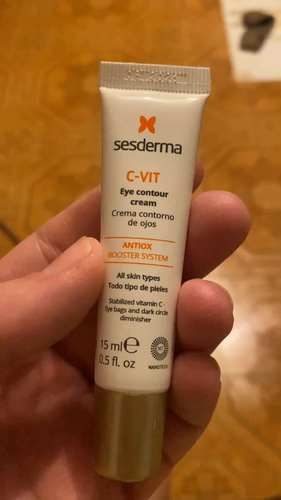 sesderma
C-VIT
Eye contour
cream
Crema contorno
de ojos
ANTIOX
BOOSTER SYSTEM
All skin types
Todo tipo de pieles
Stabilized vitamin C -
Eye bags and dark circle
diminisher
15 ml ℮
0.5 fl. oz
NANOTECH